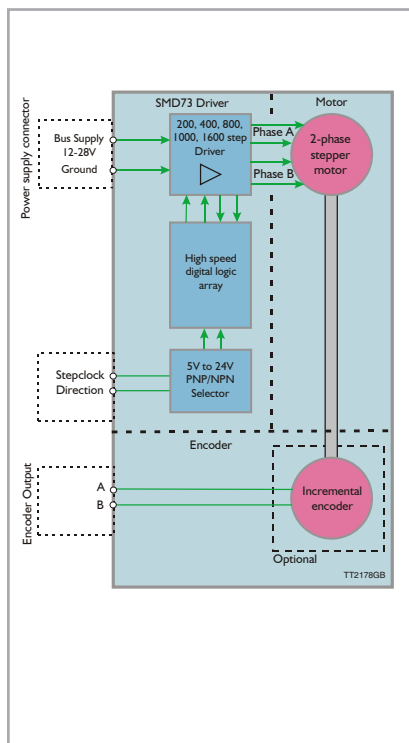 SMD73 Driver
Motor
Power supply connector
Bus Supply
12-28V
Ground
200, 400, 800,
1000, 1600 step
Driver
Phase A
Phase B
2-phase
stepper
motor
High speed
digital logic
array
Stepclock
Direction
5V to 24V
PNP/NPN
Selector
Encoder
Encoder Output
A
B
Incremental
encoder
Optional
TT2178GB